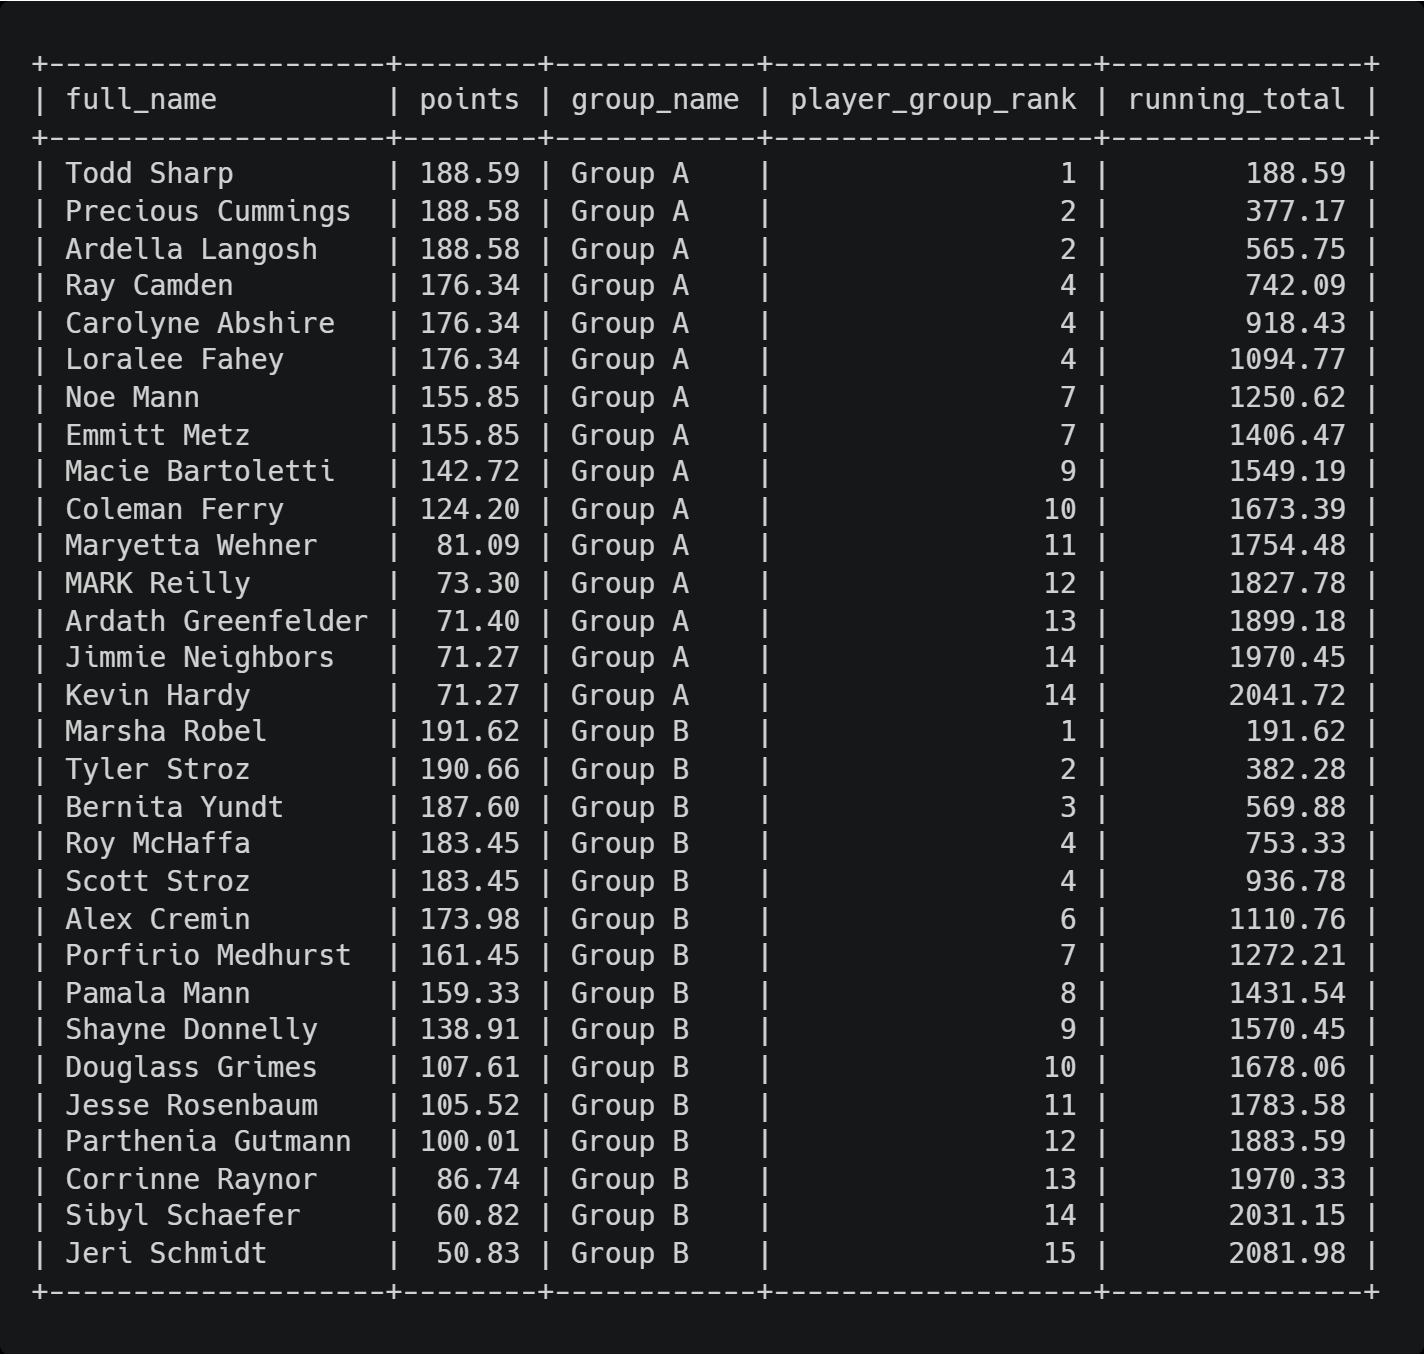 +--------------------+--------+------------+-------------------+---------------+
| full_name          | points | group_name | player_group_rank | running_total |
+--------------------+--------+------------+-------------------+---------------+
| Todd Sharp         | 188.59 | Group A    |                 1 |        188.59 |
| Precious Cummings  | 188.58 | Group A    |                 2 |        377.17 |
| Ardella Langosh    | 188.58 | Group A    |                 2 |        565.75 |
| Ray Camden         | 176.34 | Group A    |                 4 |        742.09 |
| Carolyne Abshire   | 176.34 | Group A    |                 4 |        918.43 |
| Loralee Fahey      | 176.34 | Group A    |                 4 |       1094.77 |
| Noe Mann           | 155.85 | Group A    |                 7 |       1250.62 |
| Emmitt Metz        | 155.85 | Group A    |                 7 |       1406.47 |
| Macie Bartoletti   | 142.72 | Group A    |                 9 |       1549.19 |
| Coleman Ferry      | 124.20 | Group A    |                10 |       1673.39 |
| Maryetta Wehner    |  81.09 | Group A    |                11 |       1754.48 |
| MARK Reilly        |  73.30 | Group A    |                12 |       1827.78 |
| Ardath Greenfelder |  71.40 | Group A    |                13 |       1899.18 |
| Jimmie Neighbors   |  71.27 | Group A    |                14 |       1970.45 |
| Kevin Hardy        |  71.27 | Group A    |                14 |       2041.72 |
| Marsha Robel       | 191.62 | Group B    |                 1 |        191.62 |
| Tyler Stroz        | 190.66 | Group B    |                 2 |        382.28 |
| Bernita Yundt      | 187.60 | Group B    |                 3 |        569.88 |
| Roy McHaffa        | 183.45 | Group B    |                 4 |        753.33 |
| Scott Stroz        | 183.45 | Group B    |                 4 |        936.78 |
| Alex Cremin        | 173.98 | Group B    |                 6 |       1110.76 |
| Porfirio Medhurst  | 161.45 | Group B    |                 7 |       1272.21 |
| Pamala Mann        | 159.33 | Group B    |                 8 |       1431.54 |
| Shayne Donnelly    | 138.91 | Group B    |                 9 |       1570.45 |
| Douglass Grimes    | 107.61 | Group B    |                10 |       1678.06 |
| Jesse Rosenbaum    | 105.52 | Group B    |                11 |       1783.58 |
| Parthenia Gutmann  | 100.01 | Group B    |                12 |       1883.59 |
| Corrinne Raynor    |  86.74 | Group B    |                13 |       1970.33 |
| Sibyl Schaefer     |  60.82 | Group B    |                14 |       2031.15 |
| Jeri Schmidt       |  50.83 | Group B    |                15 |       2081.98 |
+--------------------+--------+------------+-------------------+---------------+